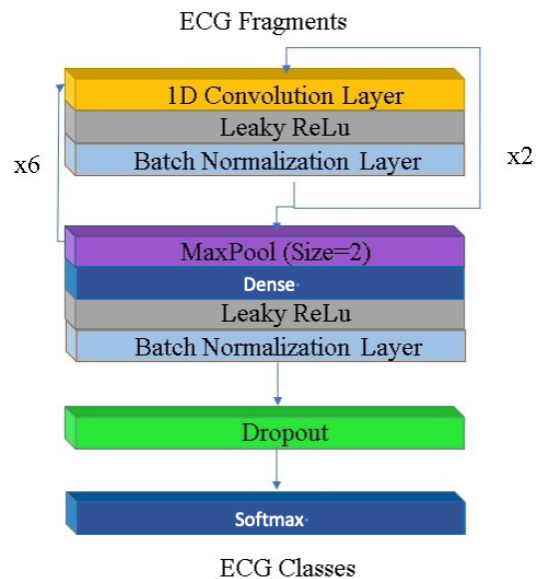 ECG Fragments
1D Convolution Layer
Leaky ReLu
Batch Normalization Layer
x6
x2
MaxPool (Size=2)
Dense
Leaky ReLu
Batch Normalization Layer
Dropout
Softmax
ECG Classes